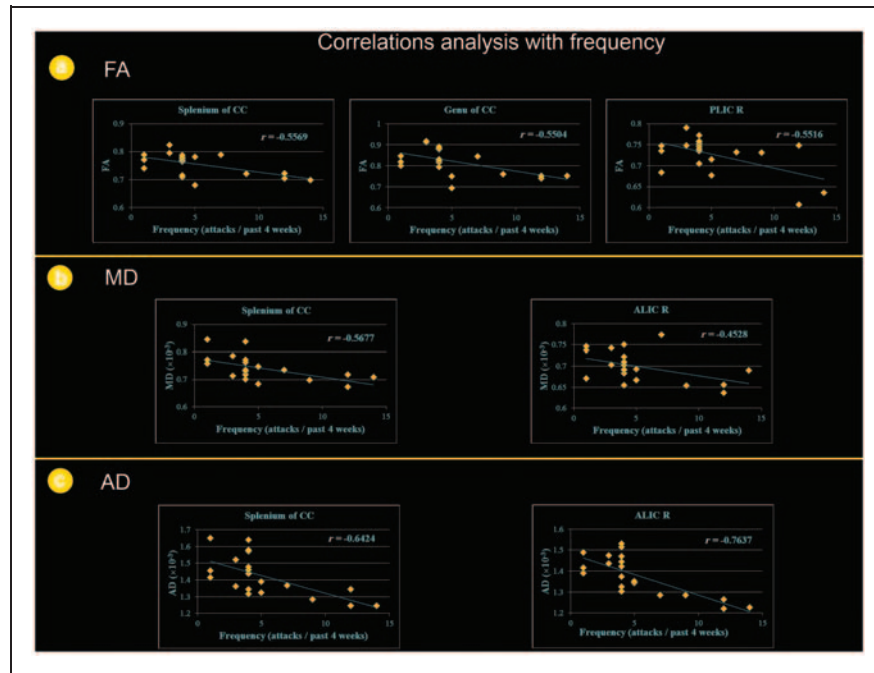 Correlations analysis with frequency
a FA
Splenium of CC
r = -0.5569
0.9
0.8
0.7
0.6
FA
0 5 10 15
Frequency (attacks / past 4 weeks)
Genu of CC
r = -0.5504
1
0.9
0.8
0.7
0.6
FA
0 5 10 15
Frequency (attacks / past 4 weeks)
PLIC R
r = -0.5516
0.8
0.75
0.7
0.65
0.6
FA
0 5 10 15
Frequency (attacks / past 4 weeks)
b MD
Splenium of CC
r = -0.5677
0.9
0.8
0.7
0.6
MD (×10⁻³)
0 5 10 15
Frequency (attacks / past 4 weeks)
ALIC R
r = -0.4528
0.8
0.75
0.7
0.65
0.6
MD (×10⁻³)
0 5 10 15
Frequency (attacks / past 4 weeks)
c AD
Splenium of CC
r = -0.6424
1.7
1.6
1.5
1.4
1.3
1.2
AD (×10⁻³)
0 5 10 15
Frequency (attacks / past 4 weeks)
ALIC R
r = -0.7637
1.6
1.5
1.4
1.3
1.2
AD (×10⁻³)
0 5 10 15
Frequency (attacks / past 4 weeks)